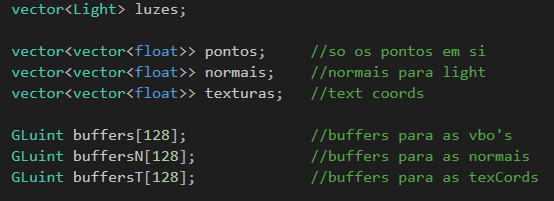 vector<Light> luzes;
vector<vector<float>> pontos; //so os pontos em si
vector<vector<float>> normais; //normais para light
vector<vector<float>> texturas; //text coords
GLuint buffers[128]; //buffers para as vbo's
GLuint buffersN[128]; //buffers para as normais
GLuint buffersT[128]; //buffers para as texCords